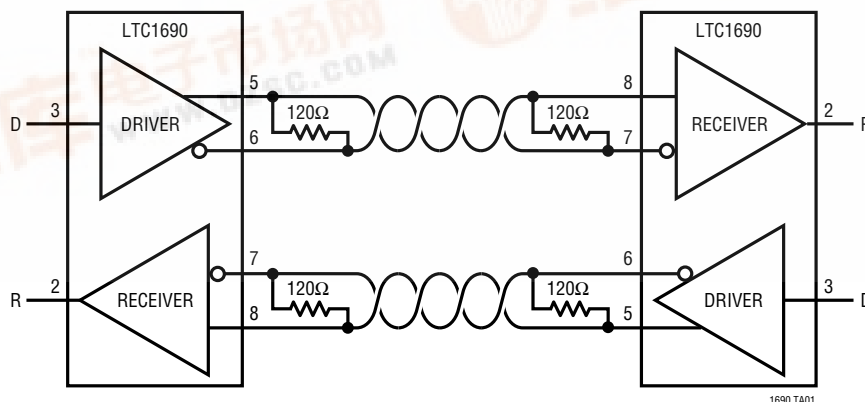 LTC1690
LTC1690
D 3 DRIVER 5 120Ω 6
120Ω 8 7 RECEIVER 2
R 2 RECEIVER 7 120Ω 8
120Ω 6 5 DRIVER 3 D
1690 TA01